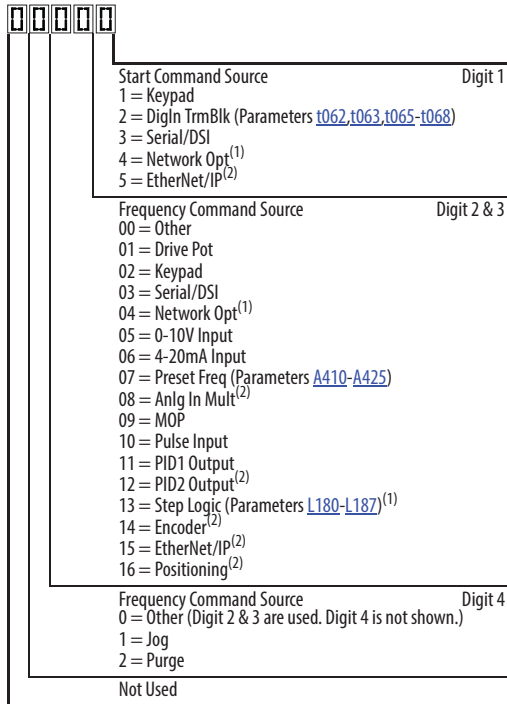 0 0 0 0 0
Start Command Source Digit 1
1 = Keypad
2 = DigIn TrmBlk (Parameters t062,t063,t065-t068)
3 = Serial/DSI
4 = Network Opt(1)
5 = EtherNet/IP(2)
Frequency Command Source Digit 2 & 3
00 = Other
01 = Drive Pot
02 = Keypad
03 = Serial/DSI
04 = Network Opt(1)
05 = 0-10V Input
06 = 4-20mA Input
07 = Preset Freq (Parameters A410-A425)
08 = Anlg In Mult(2)
09 = MOP
10 = Pulse Input
11 = PID1 Output
12 = PID2 Output(2)
13 = Step Logic (Parameters L180-L187)(1)
14 = Encoder(2)
15 = EtherNet/IP(2)
16 = Positioning(2)
Frequency Command Source Digit 4
0 = Other (Digit 2 & 3 are used. Digit 4 is not shown.)
1 = Jog
2 = Purge
Not Used